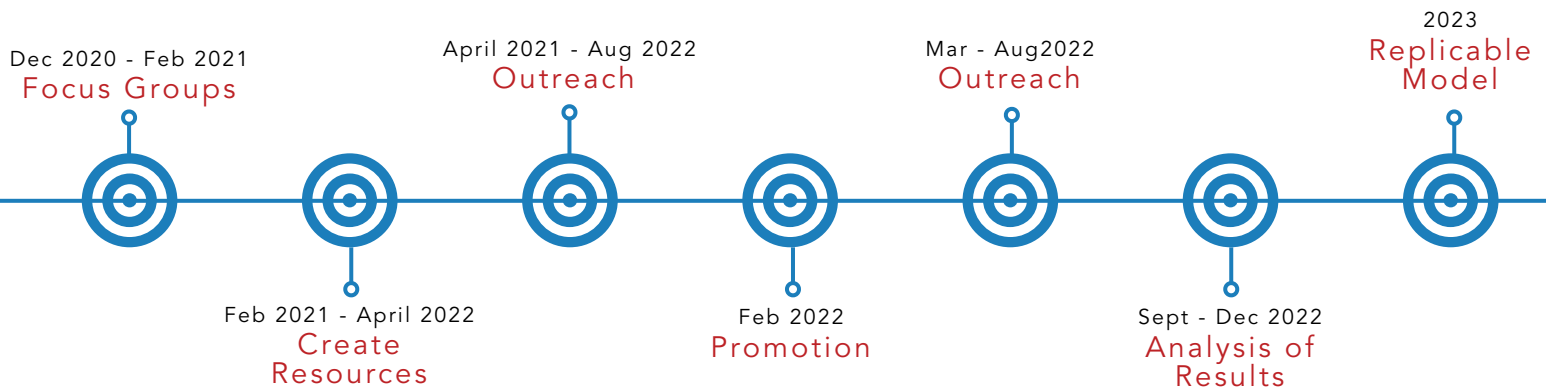 Dec 2020 - Feb 2021
Focus Groups
Feb 2021 - April 2022
Create
Resources
April 2021 - Aug 2022
Outreach
Feb 2022
Promotion
Mar - Aug2022
Outreach
Sept - Dec 2022
Analysis of
Results
2023
Replicable
Model